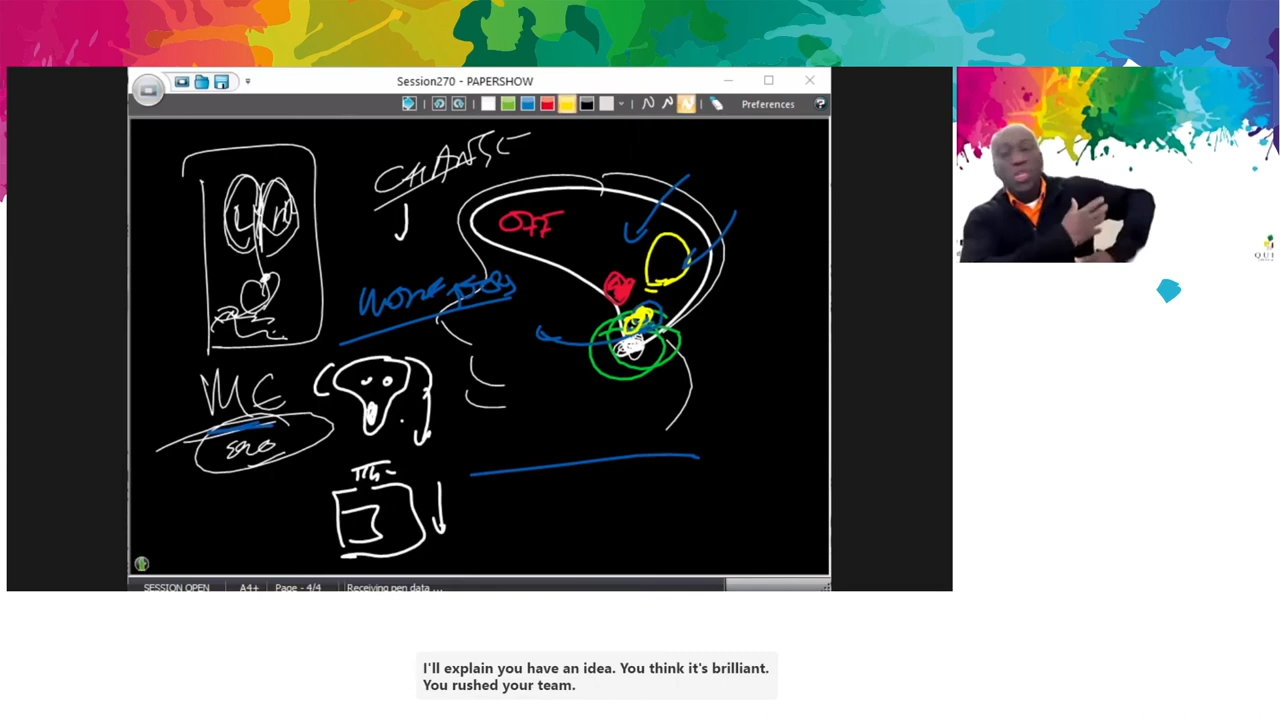 Session270 - PAPERSHOW
Preferences
CHANGE
OFF
L R
ME
SESSION OPEN A4+ Page - 4/4 Receiving pen data ...
QUI
I'll explain you have an idea. You think it's brilliant.
You rushed your team.